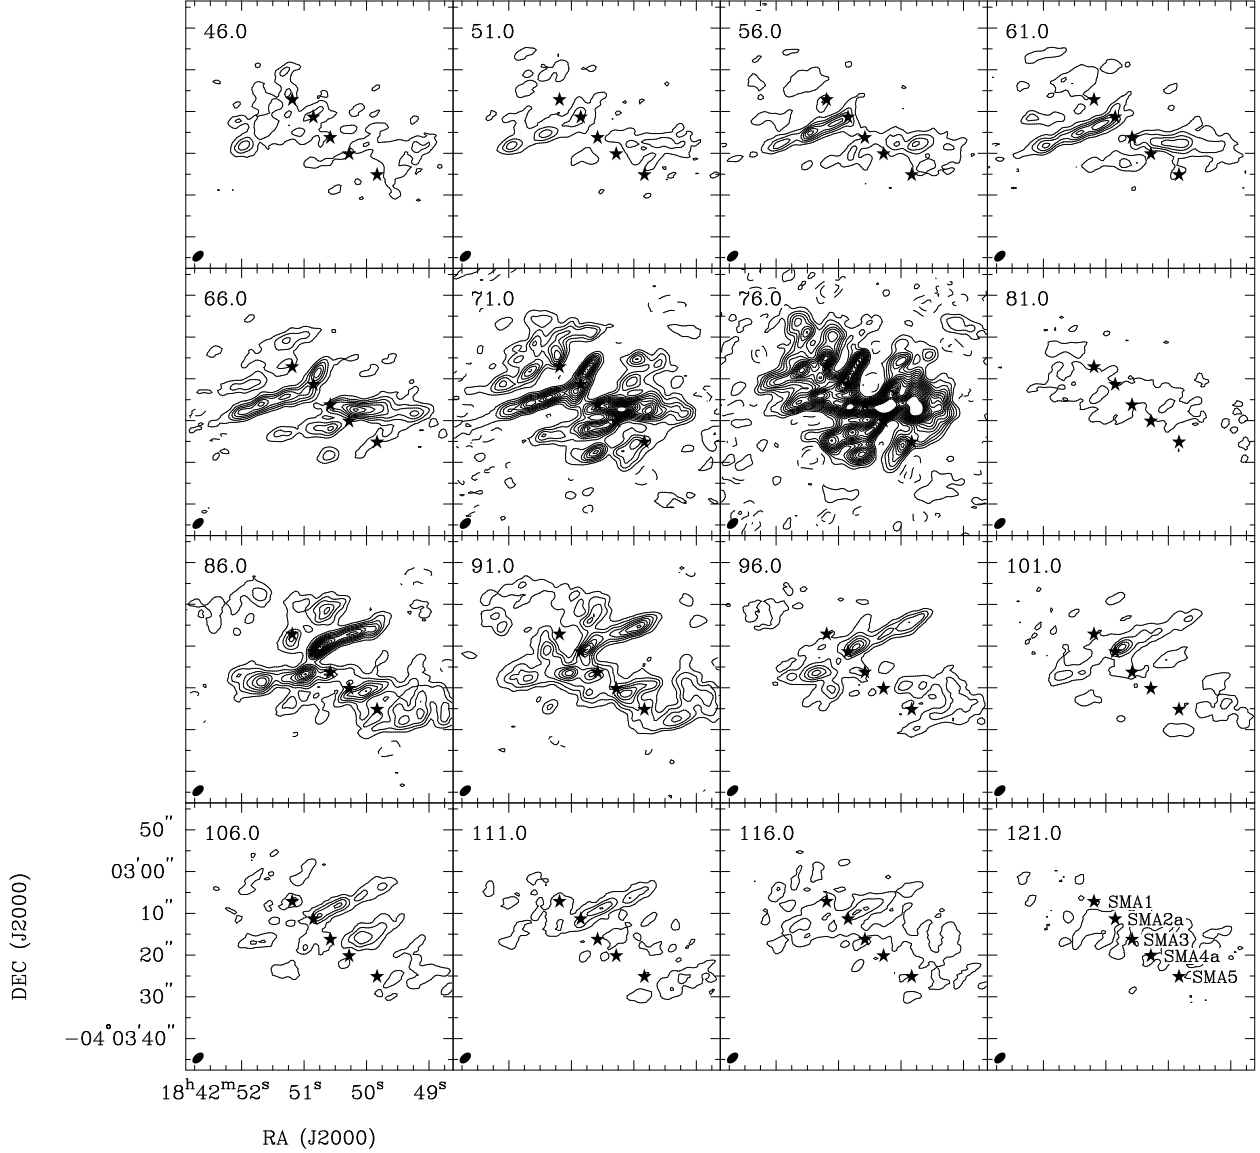 46.0 51.0 56.0 61.0
66.0 71.0 76.0 81.0
86.0 91.0 96.0 101.0
106.0 111.0 116.0 121.0
50″
03′00″
10″
20″
30″
−04°03′40″
DEC (J2000)
SMA1
SMA2a
SMA3
SMA4a
SMA5
18ʰ42ᵐ52ˢ 51ˢ 50ˢ 49ˢ
RA (J2000)